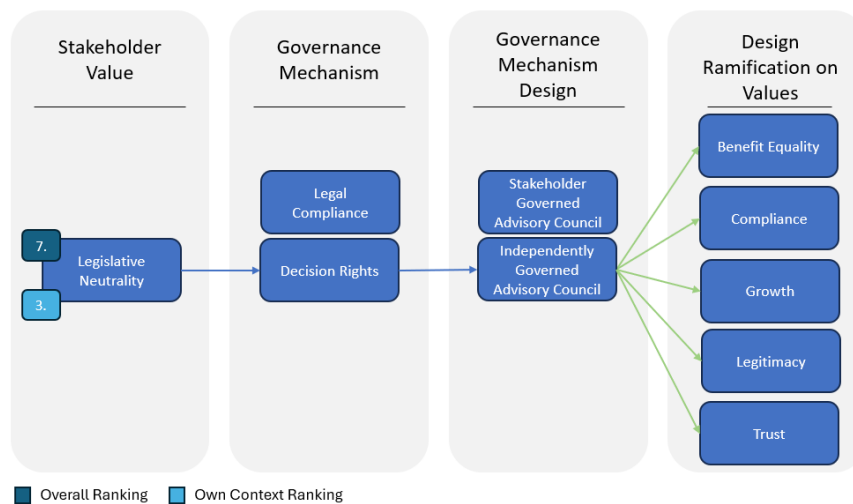 Stakeholder
Value
Governance
Mechanism
Governance
Mechanism
Design
Design
Ramification on
Values
7.
Legislative
Neutrality
3.
Legal
Compliance
Decision Rights
Stakeholder
Governed
Advisory Council
Independently
Governed
Advisory Council
Benefit Equality
Compliance
Growth
Legitimacy
Trust
Overall Ranking
Own Context Ranking